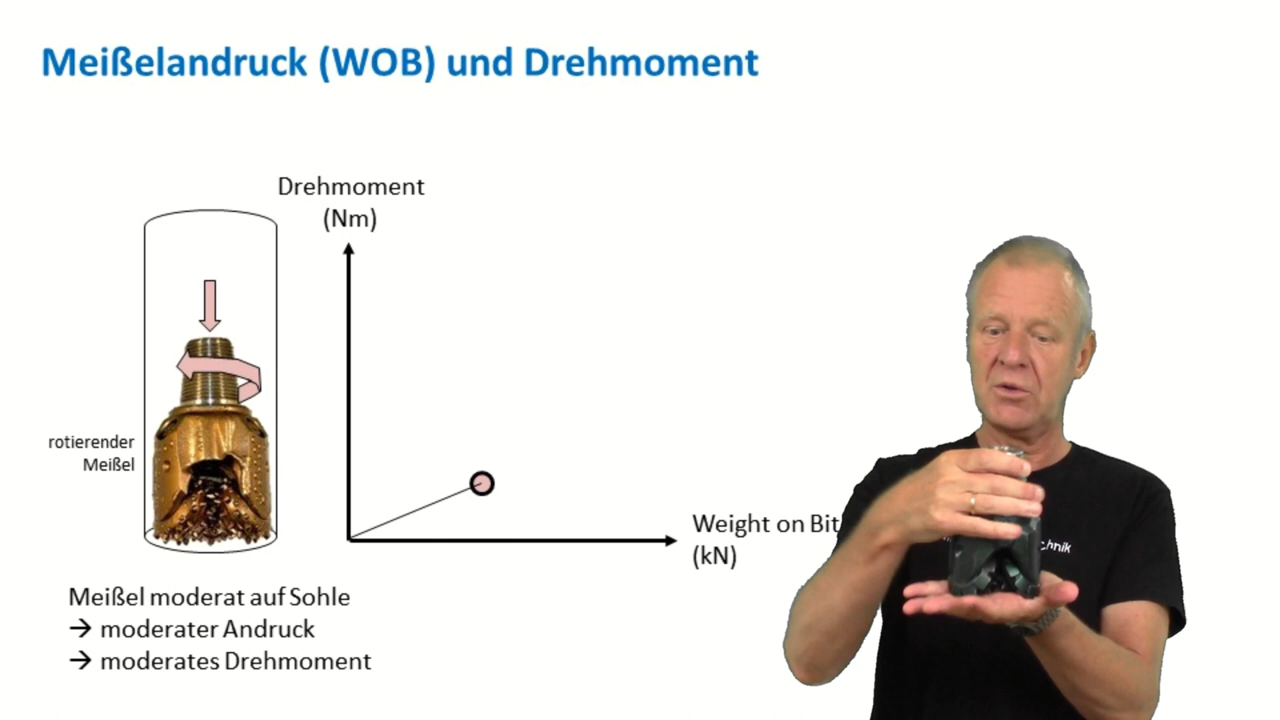 Meißelandruck (WOB) und Drehmoment
Drehmoment
(Nm)
rotierender
Meißel
Weight on Bit
(kN)
Meißel moderat auf Sohle
→ moderater Andruck
→ moderates Drehmoment